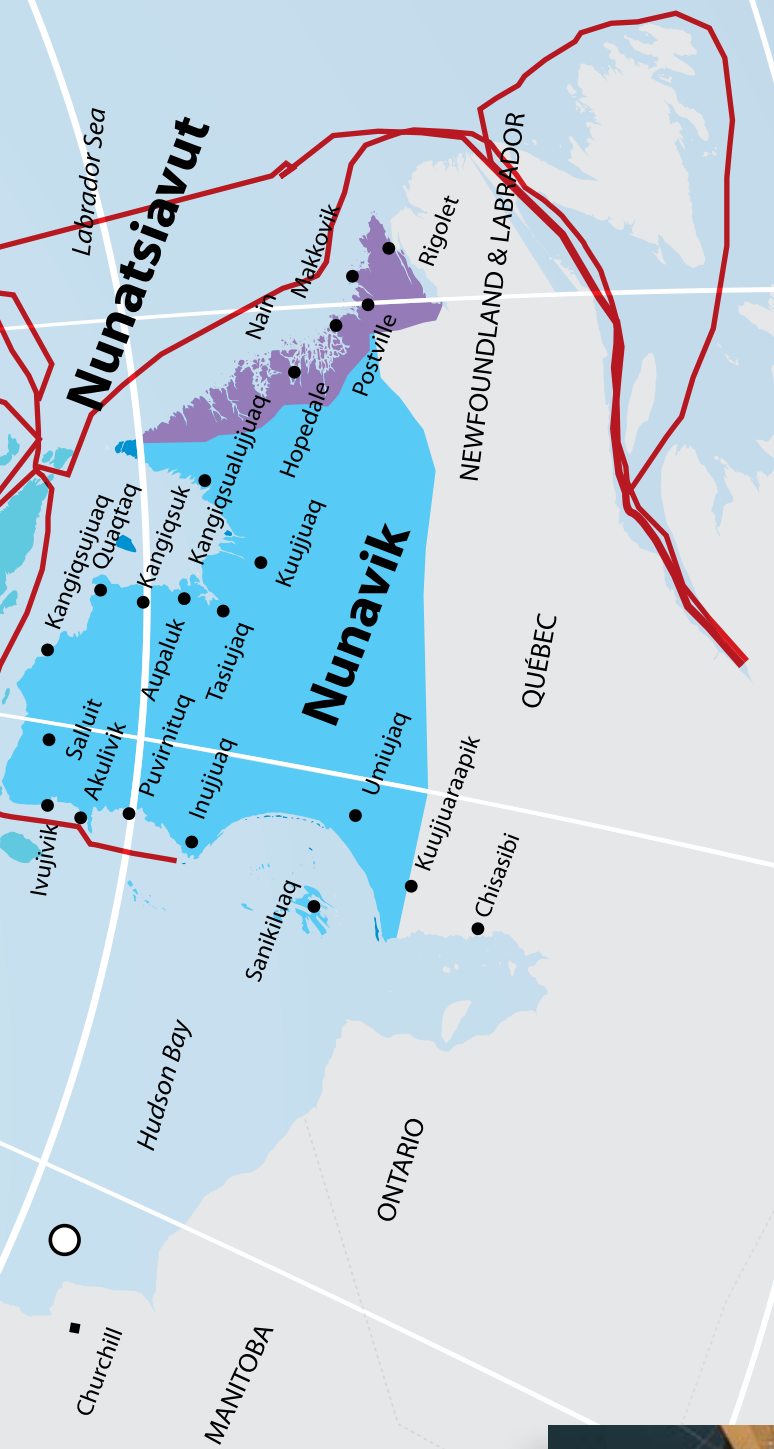 Labrador Sea
Nunatsiavut
Nain
Makkovik
Rigolet
Postville
Hopedale
NEWFOUNDLAND & LABRADOR
Kangiqsujuaq
Quaqtaq
Kangiqsuk
Kangiqsualujjuaq
Kuujjuaq
Aupaluk
Tasiujaq
Nunavik
QUÉBEC
Salluit
Akulivik
Puvirnituq
Inujjuaq
Umiujaq
Kuujjuaraapik
Ivujivik
Sanikiluaq
Chisasibi
Hudson Bay
ONTARIO
Churchill
MANITOBA